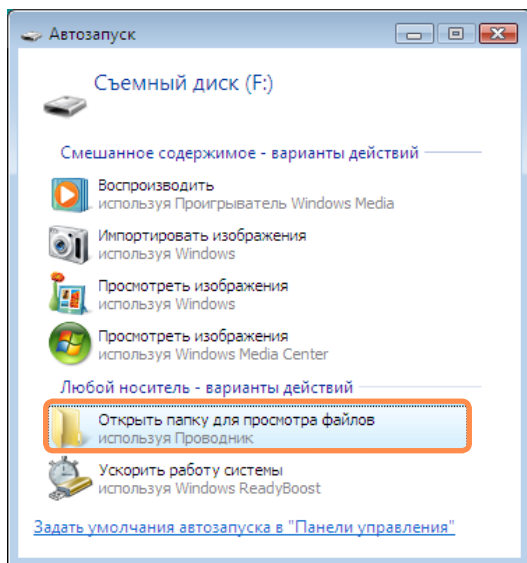 Автозапуск
Съемный диск (F:)
Смешанное содержимое - варианты действий
Воспроизводить
используя Проигрыватель Windows Media
Импортировать изображения
используя Windows
Просмотреть изображения
используя Windows
Просмотреть изображения
используя Windows Media Center
Любой носитель - варианты действий
Открыть папку для просмотра файлов
используя Проводник
Ускорить работу системы
используя Windows ReadyBoost
Задать умолчания автозапуска в "Панели управления"